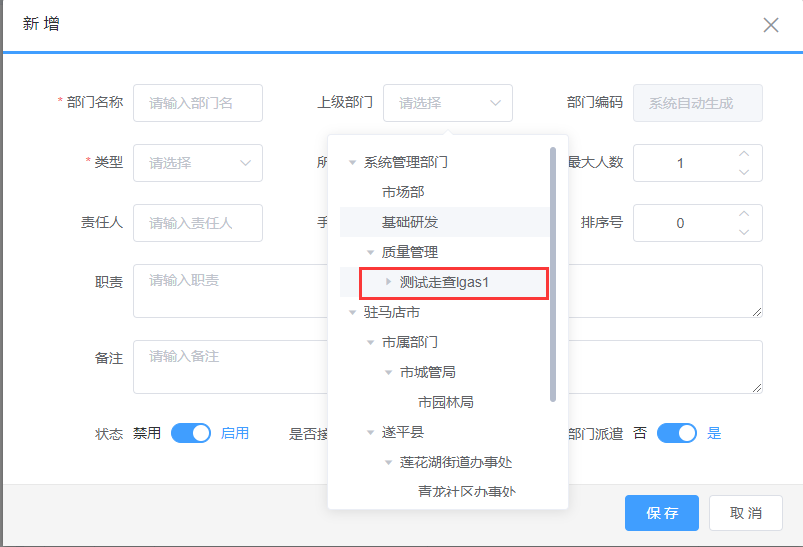 新 增
* 部门名称 请输入部门名 上级部门 请选择 部门编码 系统自动生成
* 类型 请选择 所 最大人数 1
责任人 请输入责任人 手 排序号 0
职责 请输入职责
备注 请输入备注
状态 禁用 启用 是否接 部门派遣 否 是
系统管理部门
市场部
基础研发
质量管理
测试走查lgas1
驻马店市
市属部门
市城管局
市园林局
遂平县
莲花湖街道办事处
青龙社区办事处
保 存 取 消